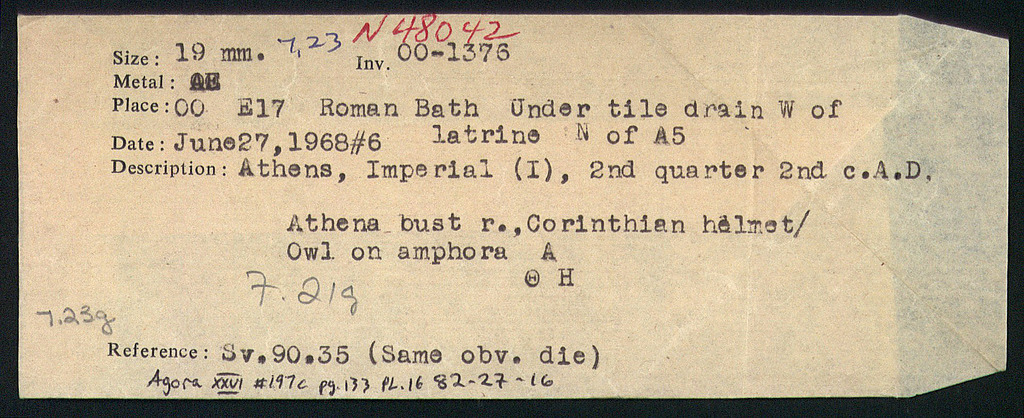 N 48042
Size: 19 mm. 7,23 Inv. OO-1376
Metal: AE
Place: OO E17 Roman Bath Under tile drain W of
latrine N of A5
Date: June27,1968#6
Description: Athens, Imperial (I), 2nd quarter 2nd c.A.D.
Athena bust r.,Corinthian helmet/
Owl on amphora A
Θ H
7.21g
7.23g
Reference: Sv.90.35 (Same obv. die)
Agora XXVI #197c pg.133 PL.16 82-27-16